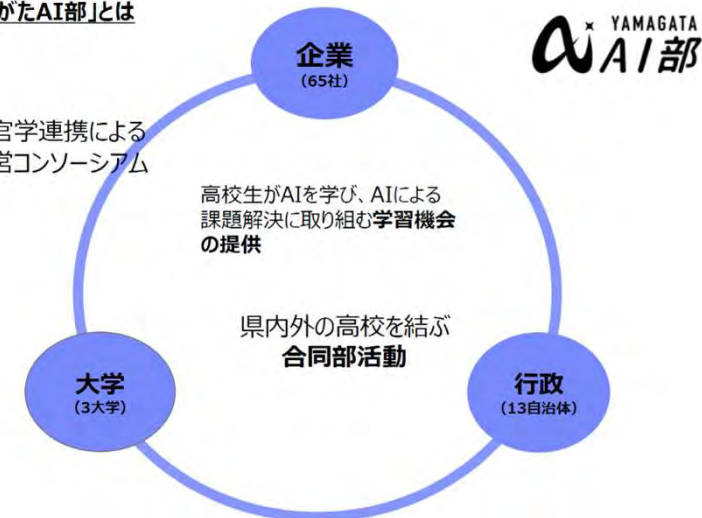 がたAI部」とは
YAMAGATA
AI部
企業
(65社)
官学連携による
営コンソーシアム
高校生がAIを学び、AIによる
課題解決に取り組む学習機会
の提供
県内外の高校を結ぶ
合同部活動
大学
(3大学)
行政
(13自治体)